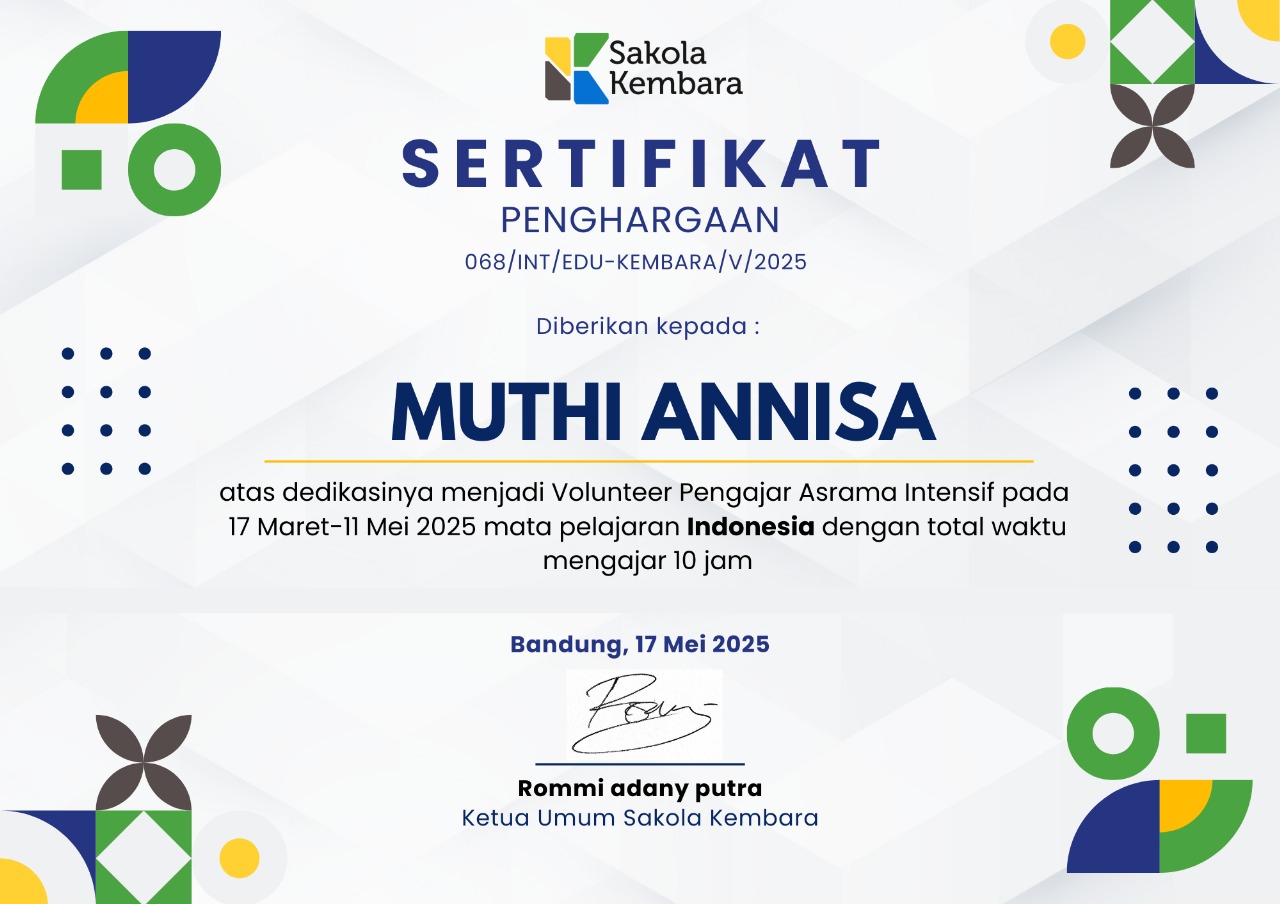 Sakola
Kembara
SERTIFIKAT
PENGHARGAAN
068/INT/EDU-KEMBARA/V/2025
Diberikan kepada :
MUTHI ANNISA
atas dedikasinya menjadi Volunteer Pengajar Asrama Intensif pada
17 Maret-11 Mei 2025 mata pelajaran Indonesia dengan total waktu
mengajar 10 jam
Bandung, 17 Mei 2025
Rommi adany putra
Ketua Umum Sakola Kembara